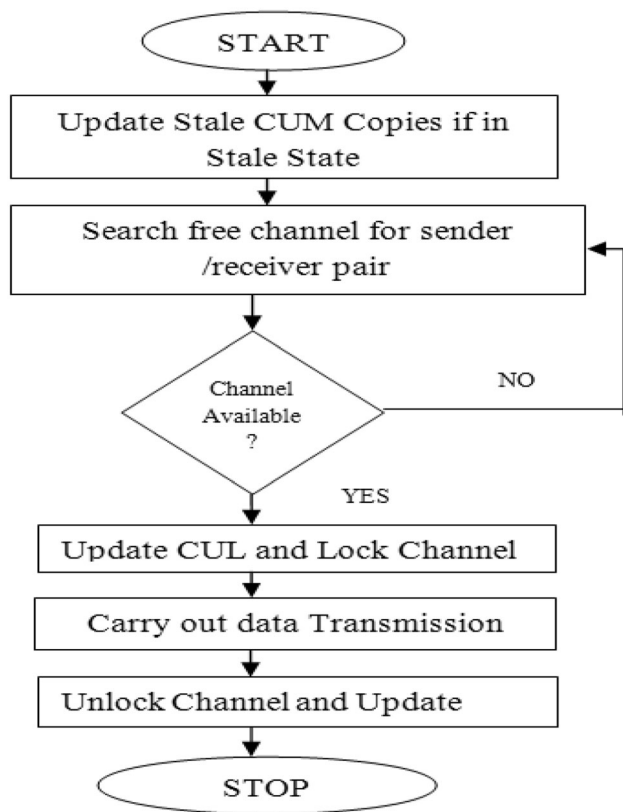 START
Update Stale CUM Copies if in
Stale State
Search free channel for sender
/receiver pair
Channel
Available
?
NO
YES
Update CUL and Lock Channel
Carry out data Transmission
Unlock Channel and Update
STOP